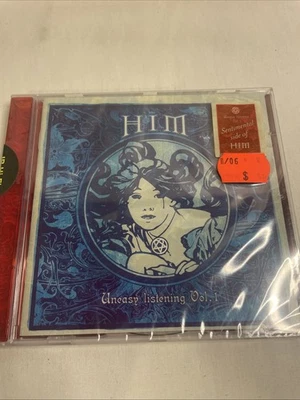 HIM
Sentimental
side of
HIM
$
Uneasy listening Vol. 1